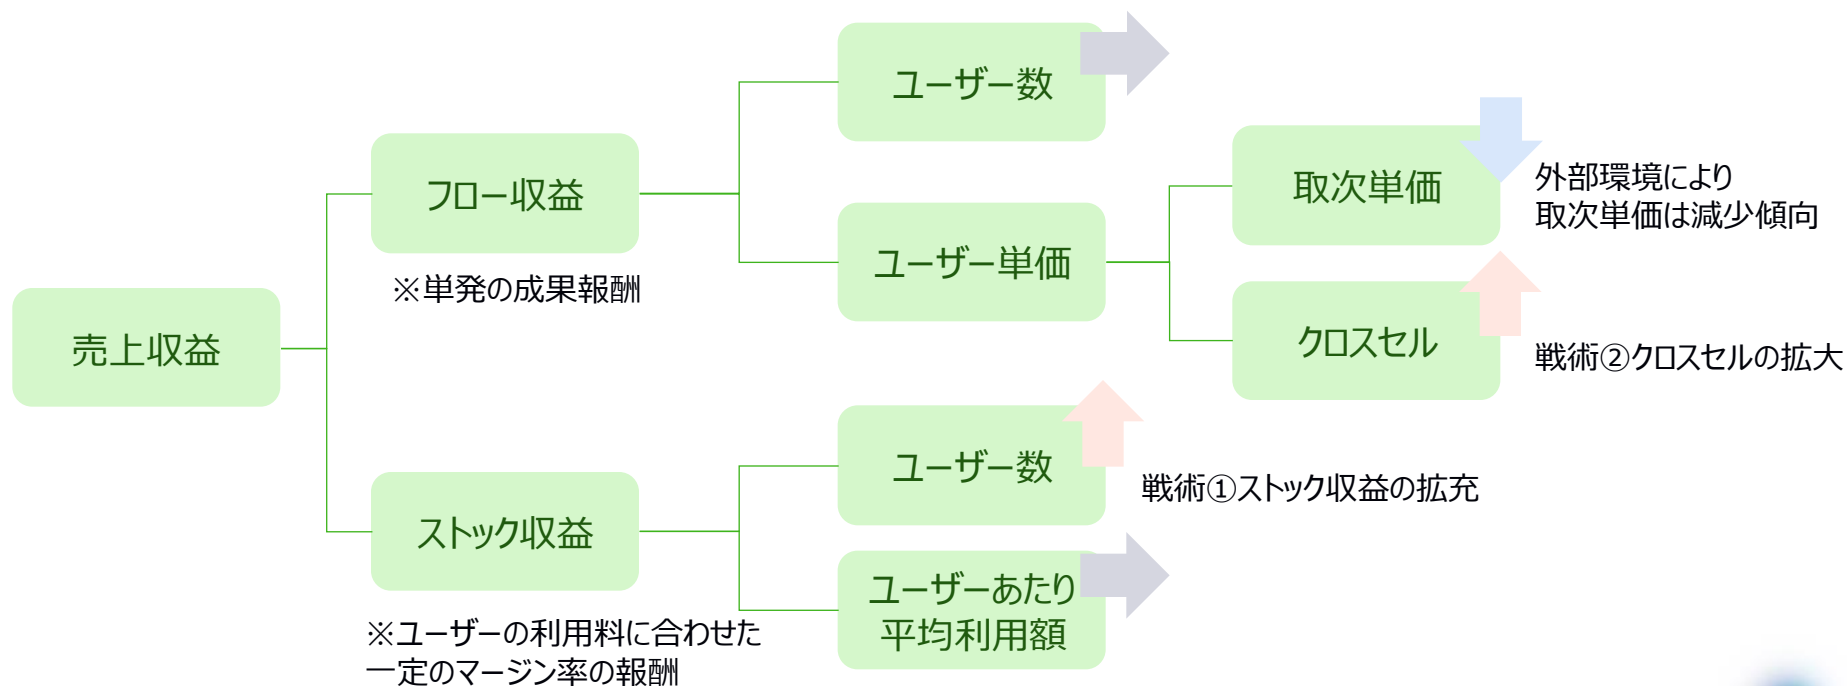 売上収益
フロー収益
※単発の成果報酬
ユーザー数
ユーザー単価
取次単価
外部環境により
取次単価は減少傾向
クロスセル
戦術②クロスセルの拡大
ストック収益
※ユーザーの利用料に合わせた
一定のマージン率の報酬
ユーザー数
戦術①ストック収益の拡充
ユーザーあたり
平均利用額